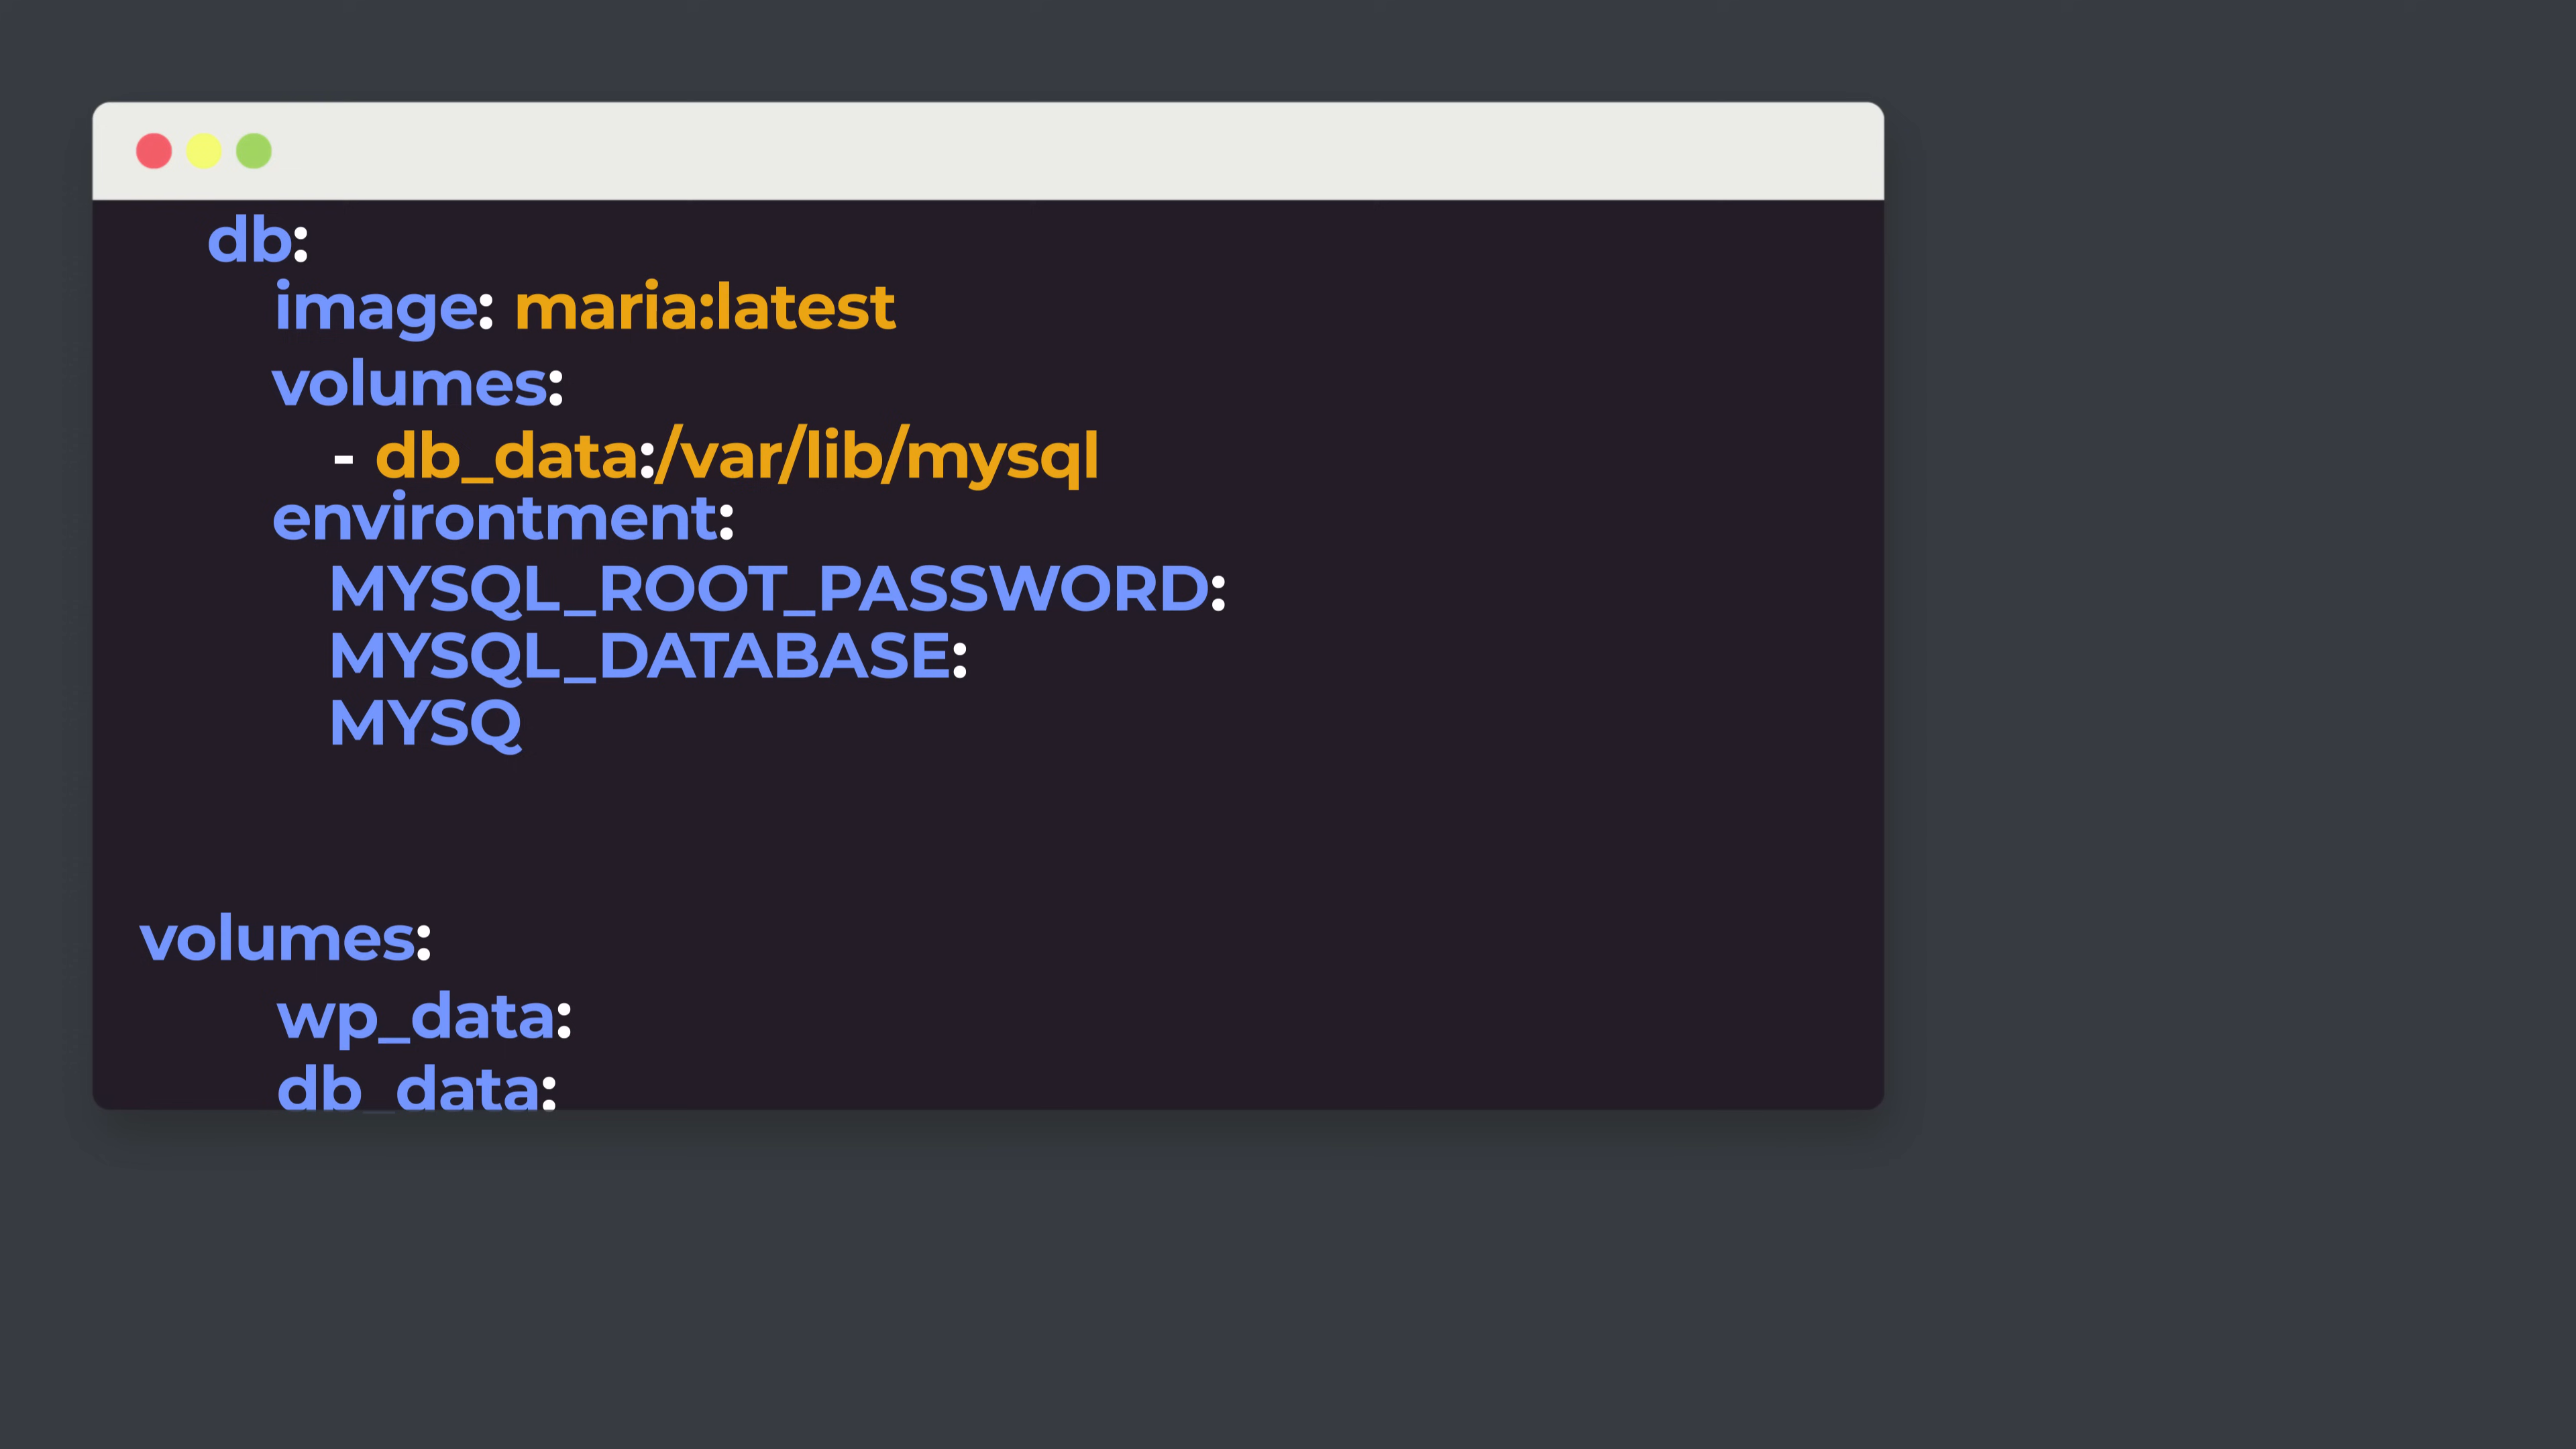 db:
image: maria:latest
volumes:
- db_data:/var/lib/mysql
environtment:
MYSQL_ROOT_PASSWORD:
MYSQL_DATABASE:
MYSQ
volumes:
wp_data:
db_data: